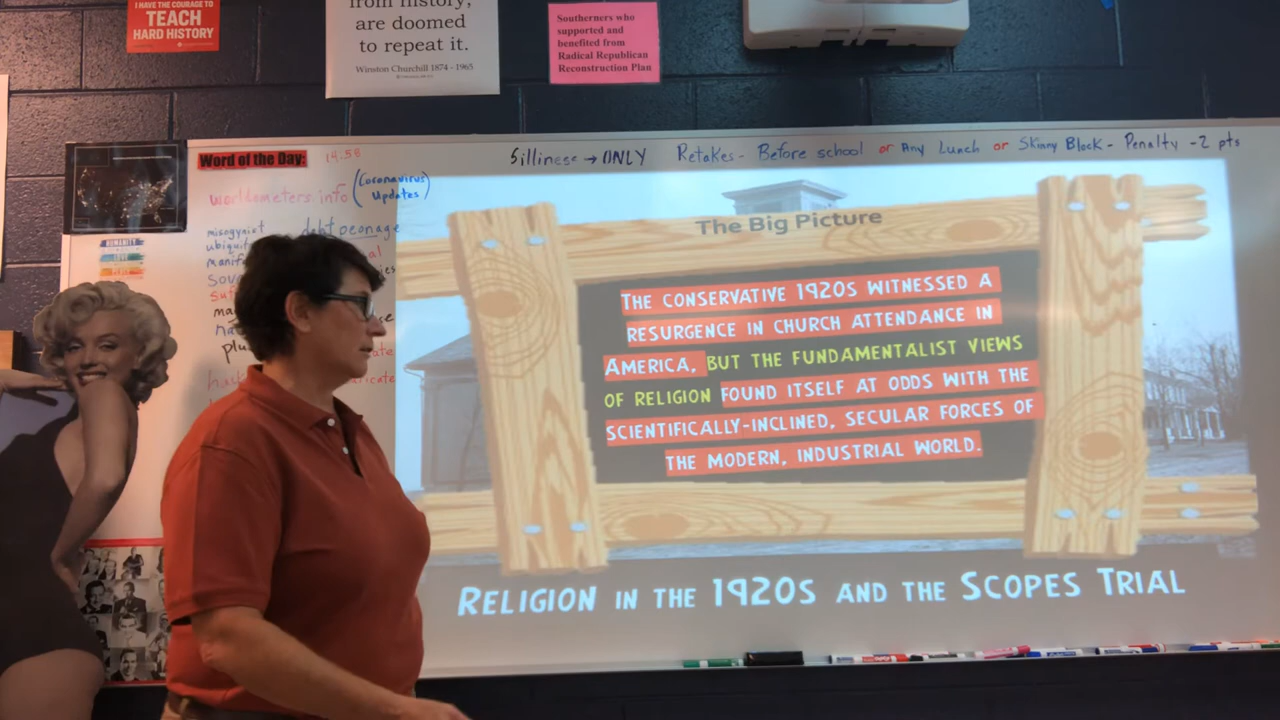 I HAVE THE COURAGE TO
TEACH
HARD HISTORY
from history,
are doomed
to repeat it.
Winston Churchill 1874 - 1965
Southerners who
supported and
benefited from
Radical Republican
Reconstruction Plan
Word of the Day:
14:58
Silliness → ONLY Retakes - Before school or Any Lunch or Skinny Block - Penalty -2 pts
worldometers.info (Coronavirus
Updates)
misogynist
debt peonage
HUMANITY
LOVE
The Big Picture
THE CONSERVATIVE 1920S WITNESSED A
RESURGENCE IN CHURCH ATTENDANCE IN
AMERICA, BUT THE FUNDAMENTALIST VIEWS
OF RELIGION FOUND ITSELF AT ODDS WITH THE
SCIENTIFICALLY-INCLINED, SECULAR FORCES OF
THE MODERN, INDUSTRIAL WORLD.
RELIGION IN THE 1920S AND THE SCOPES TRIAL